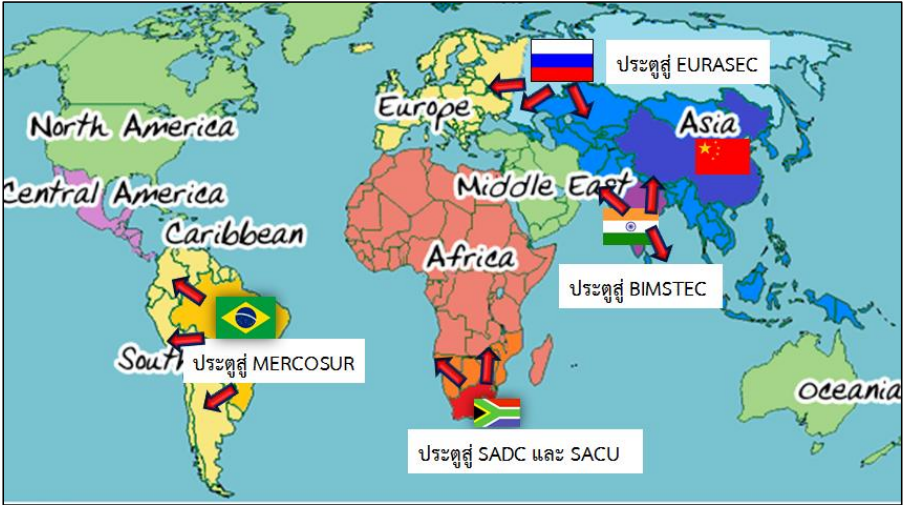 ประตูสู่ EURASEC
Europe
North America
Asia
Central America
Middle East
Caribbean
Africa
ประตูสู่ BIMSTEC
South
ประตูสู่ MERCOSUR
Oceania
ประตูสู่ SADC และ SACU